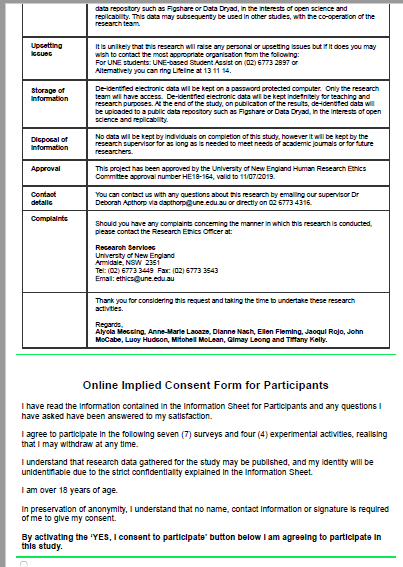 data repository such as Figshare or Data Dryad, in the interests of open science and
replicability. This data may subsequently be used in other studies, with the co-operation of the
research team.
Upsetting
issues
It is unlikely that this research will raise any personal or upsetting issues but if it does you may
wish to contact the most appropriate organisation from the following:
For UNE students: UNE-based Student Assist on (02) 6773 2897 or
Alternatively you can ring Lifeline at 13 11 14.
Storage of
information
De-identified electronic data will be kept on a password protected computer. Only the research
team will have access. De-identified electronic data will be kept indefinitely for teaching and
research purposes. At the end of the study, on publication of the results, de-identified data will
be uploaded to a public data repository such as Figshare or Data Dryad, in the interests of open
science and replicability.
Disposal of
information
No data will be kept by individuals on completion of this study, however it will be kept by the
research supervisor for as long as is needed to meet needs of academic journals or for future
researchers.
Approval
This project has been approved by the University of New England Human Research Ethics
Committee approval number HE18-164, valid to 11/07/2019.
Contact
details
You can contact us with any questions about this research by emailing our supervisor Dr
Deborah Apthorp via dapthorp@une.edu.au or directly on 02 6773 4316.
Complaints
Should you have any complaints concerning the manner in which this research is conducted,
please contact the Research Ethics Officer at:
Research Services
University of New England
Armidale, NSW 2351
Tel: (02) 6773 3449 Fax: (02) 6773 3543
Email: ethics@une.edu.au
Thank you for considering this request and taking the time to undertake these research
activities.
Regards,
Alycia Messing, Anne-Marie Lacaze, Dianne Nash, Ellen Fleming, Jacqui Rojo, John
McCabe, Lucy Hudson, Mitchell McLean, Gimay Leong and Tiffany Kelly.
Online Implied Consent Form for Participants
I have read the information contained in the Information Sheet for Participants and any questions I
have asked have been answered to my satisfaction.
I agree to participate in the following seven (7) surveys and four (4) experimental activities, realising
that I may withdraw at any time.
I understand that research data gathered for the study may be published, and my identity will be
unidentifiable due to the strict confidentiality explained in the Information Sheet.
I am over 18 years of age.
In preservation of anonymity, I understand that no name, contact information or signature is required
of me to give my consent.
By activating the ‘YES, I consent to participate’ button below I am agreeing to participate in
this study.